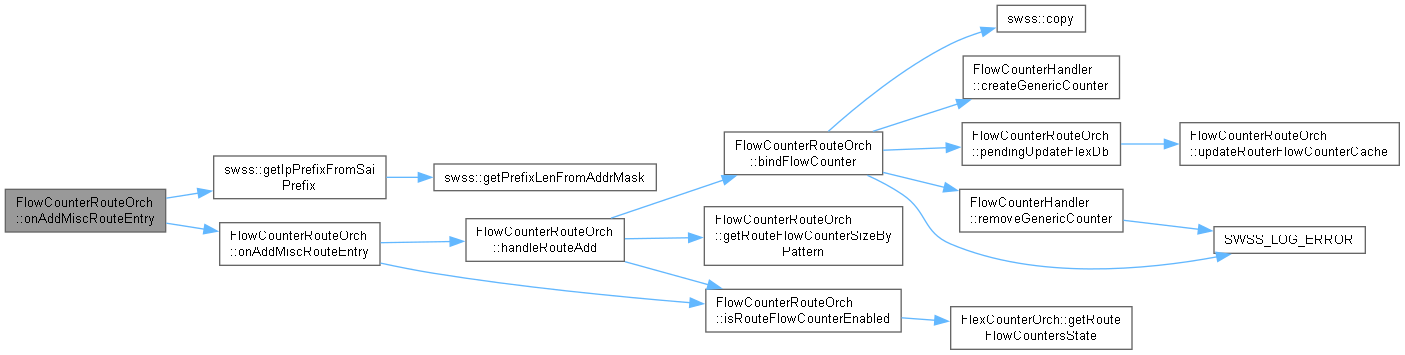 FlowCounterRouteOrch
::onAddMiscRouteEntry
swss::getIpPrefixFromSai
Prefix
swss::getPrefixLenFromAddrMask
FlowCounterRouteOrch
::onAddMiscRouteEntry
FlowCounterRouteOrch
::handleRouteAdd
FlowCounterRouteOrch
::bindFlowCounter
swss::copy
FlowCounterHandler
::createGenericCounter
FlowCounterRouteOrch
::pendingUpdateFlexDb
FlowCounterRouteOrch
::updateRouterFlowCounterCache
FlowCounterHandler
::removeGenericCounter
SWSS_LOG_ERROR
FlowCounterRouteOrch
::getRouteFlowCounterSizeBy
Pattern
FlowCounterRouteOrch
::isRouteFlowCounterEnabled
FlexCounterOrch::getRoute
FlowCountersState